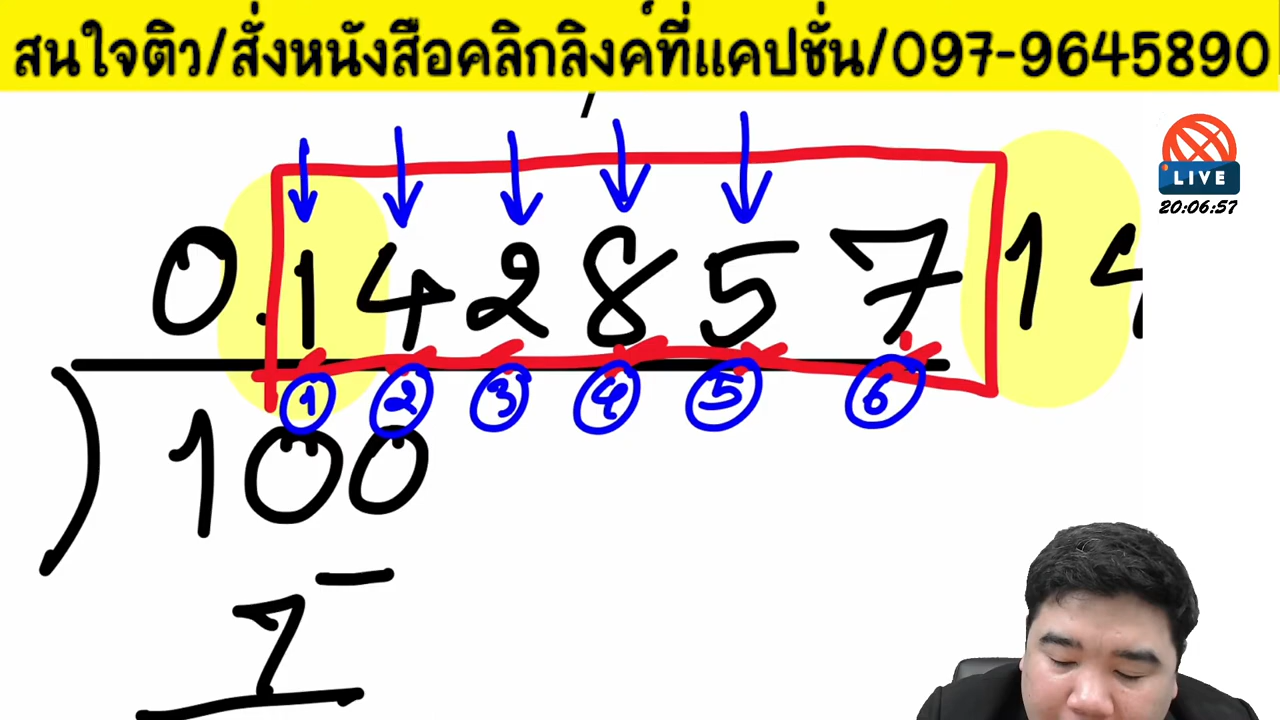 สนใจติว/สั่งหนังสือคลิกลิงค์ที่แคปชั่น/097-9645890
LIVE
20:06:57
0.142857 14
1 2 3 4 5 6
) 100
7